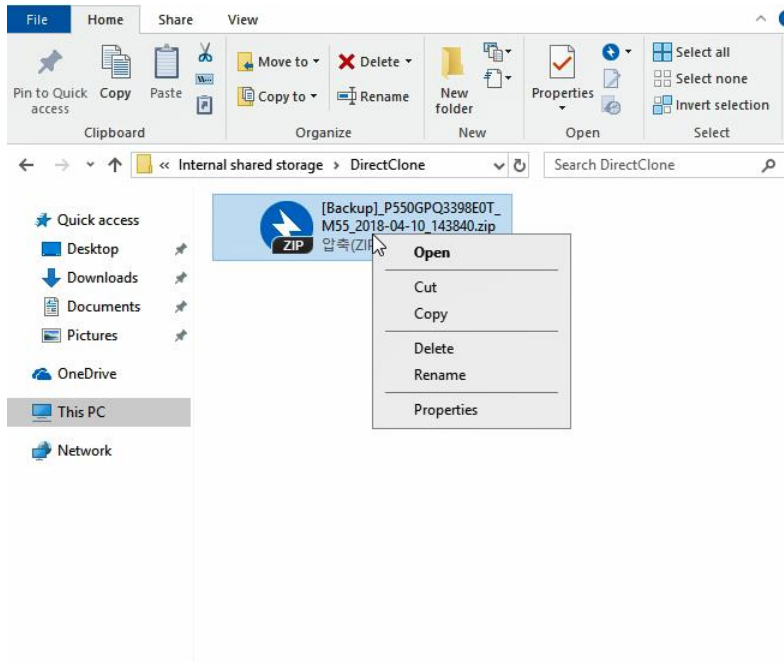 File Home Share View
Pin to Quick access
Copy
Paste
Move to
Copy to
Delete
Rename
New folder
Properties
Select all
Select none
Invert selection
Clipboard Organize New Open Select
« Internal shared storage › DirectClone
Search DirectClone
Quick access
Desktop
Downloads
Documents
Pictures
OneDrive
This PC
Network
[Backup]_P550GPQ3398E0T_
M55_2018-04-10_143840.zip
ZIP
압축(ZI
Open
Cut
Copy
Delete
Rename
Properties